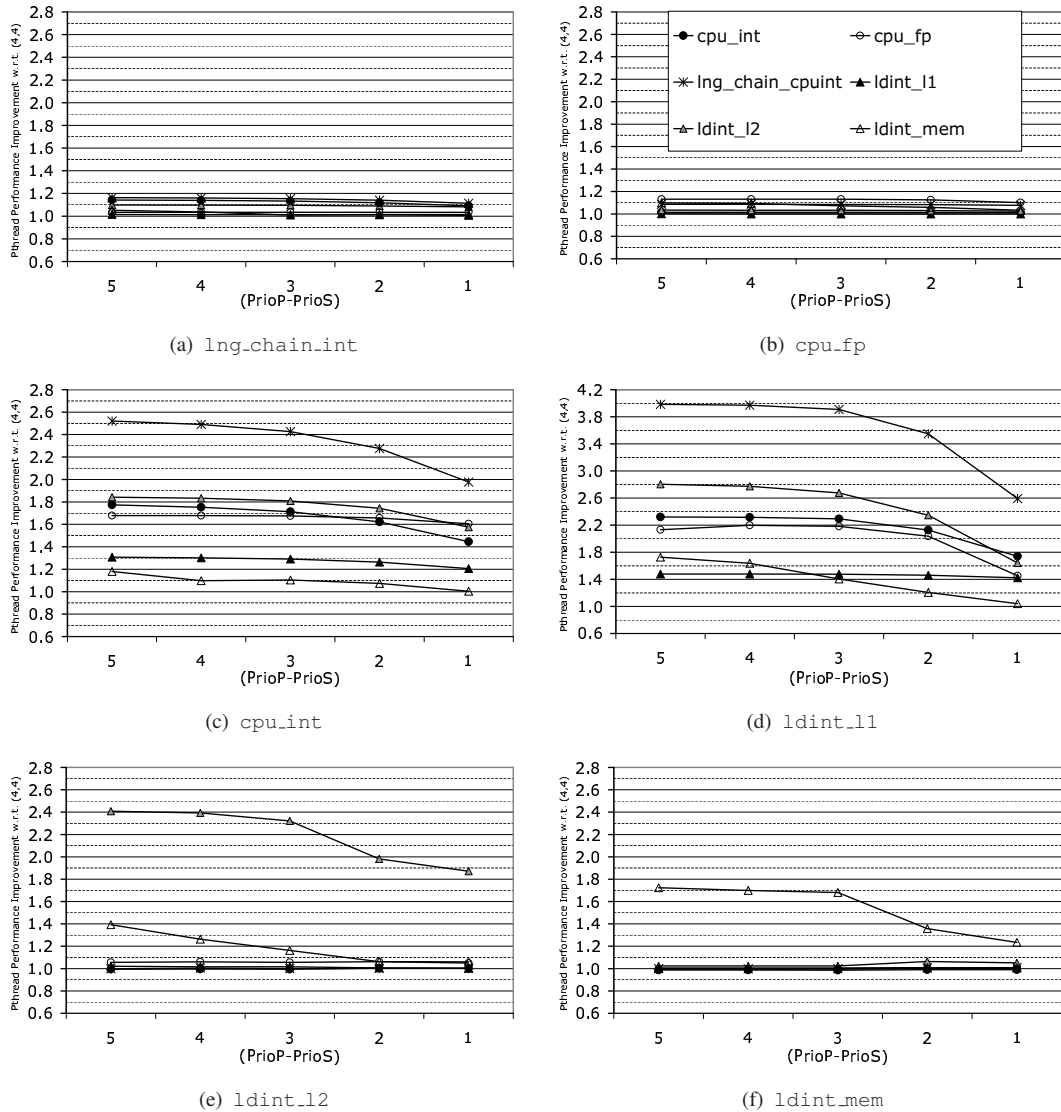 Pthread Performance Improvement w.r.t. (4,4)
2.8
2.6
2.4
2.2
2.0
1.8
1.6
1.4
1.2
1.0
0.8
0.6
5 4 3 2 1
(PrioP-PrioS)
(a) lng_chain_int
Pthread Performance Improvement w.r.t. (4,4)
2.8
2.6
2.4
2.2
2.0
1.8
1.6
1.4
1.2
1.0
0.8
0.6
cpu_int cpu_fp
lng_chain_cpuint ldint_l1
ldint_l2 ldint_mem
5 4 3 2 1
(PrioP-PrioS)
(b) cpu_fp
Pthread Performance Improvement w.r.t. (4,4)
2.8
2.6
2.4
2.2
2.0
1.8
1.6
1.4
1.2
1.0
0.8
0.6
5 4 3 2 1
(PrioP-PrioS)
(c) cpu_int
Pthread Performance Improvement w.r.t. (4,4)
4.2
3.8
3.4
3.0
2.6
2.2
1.8
1.4
1.0
0.6
5 4 3 2 1
(PrioP-PrioS)
(d) ldint_l1
Pthread Performance Improvement w.r.t. (4,4)
2.8
2.6
2.4
2.2
2.0
1.8
1.6
1.4
1.2
1.0
0.8
0.6
5 4 3 2 1
(PrioP-PrioS)
(e) ldint_l2
Pthread Performance Improvement w.r.t. (4,4)
2.8
2.6
2.4
2.2
2.0
1.8
1.6
1.4
1.2
1.0
0.8
0.6
5 4 3 2 1
(PrioP-PrioS)
(f) ldint_mem